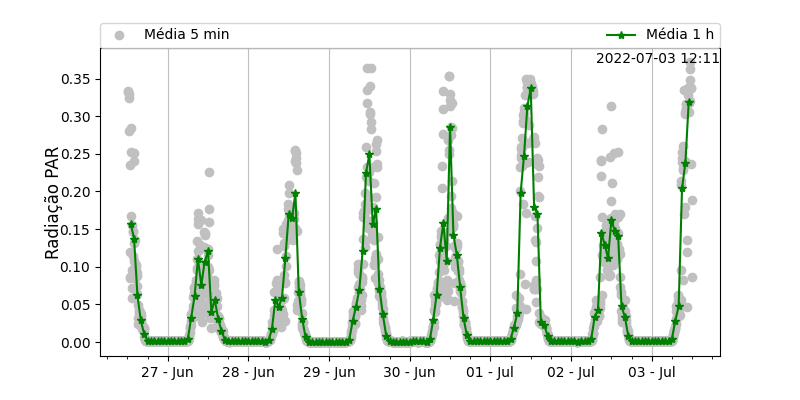 Média 5 min
Média 1 h
2022-07-03 12:11
Radiação PAR
0.35
0.30
0.25
0.20
0.15
0.10
0.05
0.00
27 - Jun
28 - Jun
29 - Jun
30 - Jun
01 - Jul
02 - Jul
03 - Jul